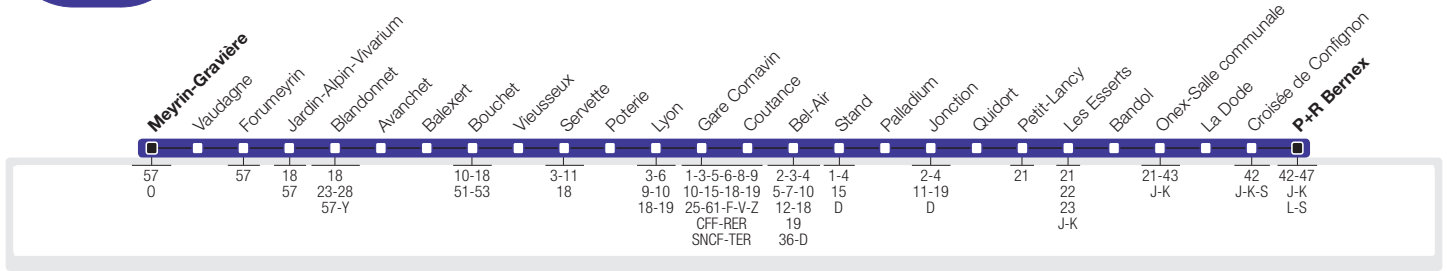 Meyrin-Gravière
Vaudagne
Forumeyrin
Jardin-Alpin-Vivarium
Blandonnet
Avanchet
Balexert
Bouchet
Vieusseux
Servette
Poterie
Lyon
Gare Cornavin
Coutance
Bel-Air
Stand
Palladium
Jonction
Quidort
Petit-Lancy
Les Esserts
Bandol
Onex-Salle communale
La Dode
Croisée de Confignon
P+R Bernex
57
O
57
18
57
18
23-28
57-Y
10-18
51-53
3-11
18
3-6
9-10
18-19
1-3-5-6-8-9
10-15-18-19
25-61-F-V-Z
CFF-RER
SNCF-TER
2-3-4
5-7-10
12-18
19
36-D
1-4
15
D
2-4
11-19
D
21
21
22
23
J-K
21-43
J-K
42
J-K-S
42-47
J-K
L-S